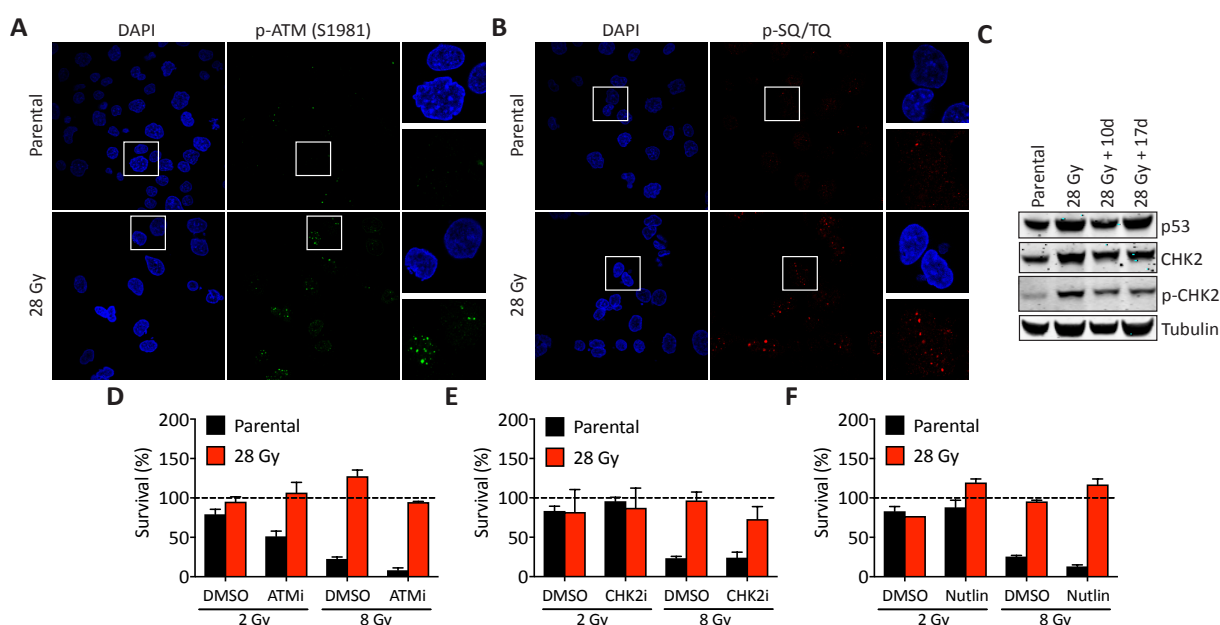 A
DAPI
p-ATM (S1981)
Parental
28 Gy
B
DAPI
p-SQ/TQ
Parental
28 Gy
C
Parental
28 Gy
28 Gy + 10d
28 Gy + 17d
p53
CHK2
p-CHK2
Tubulin
D
Survival (%)
200
150
100
50
0
Parental
28 Gy
DMSO ATMi DMSO ATMi
2 Gy 8 Gy
E
Survival (%)
200
150
100
50
0
Parental
28 Gy
DMSO CHK2i DMSO CHK2i
2 Gy 8 Gy
F
Survival (%)
200
150
100
50
0
Parental
28 Gy
DMSO Nutlin DMSO Nutlin
2 Gy 8 Gy